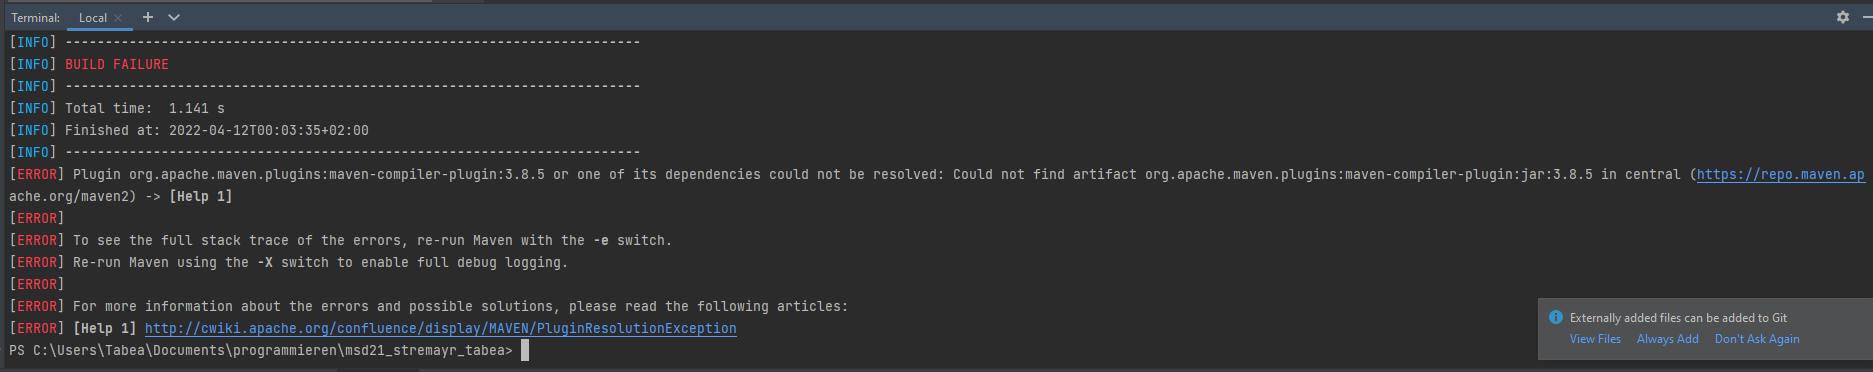 Terminal: Local × + 
[INFO] ------------------------------------------------------------------------
[INFO] BUILD FAILURE
[INFO] ------------------------------------------------------------------------
[INFO] Total time:  1.141 s
[INFO] Finished at: 2022-04-12T00:03:35+02:00
[INFO] ------------------------------------------------------------------------
[ERROR] Plugin org.apache.maven.plugins:maven-compiler-plugin:3.8.5 or one of its dependencies could not be resolved: Could not find artifact org.apache.maven.plugins:maven-compiler-plugin:jar:3.8.5 in central (https://repo.maven.ap
ache.org/maven2) -> [Help 1]
[ERROR]
[ERROR] To see the full stack trace of the errors, re-run Maven with the -e switch.
[ERROR] Re-run Maven using the -X switch to enable full debug logging.
[ERROR]
[ERROR] For more information about the errors and possible solutions, please read the following articles:
[ERROR] [Help 1] http://cwiki.apache.org/confluence/display/MAVEN/PluginResolutionException
PS C:\Users\Tabea\Documents\programmieren\msd21_stremayr_tabea>
Externally added files can be added to Git
View Files Always Add Don't Ask Again